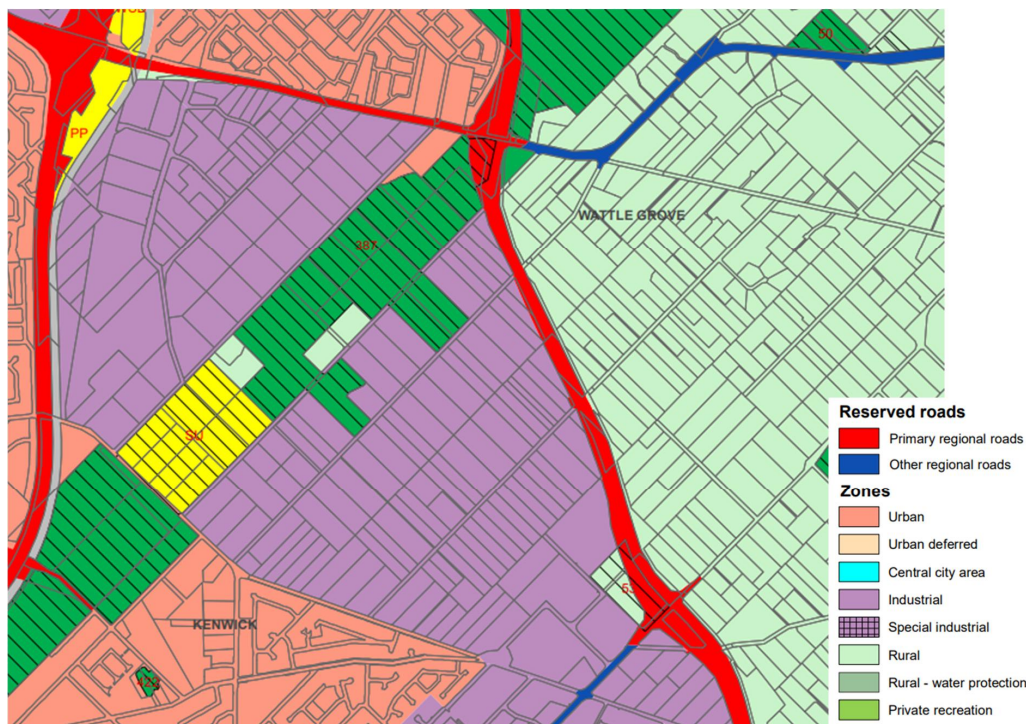 50
PP
WATTLE GROVE
387
SU
KENWICK
Reserved roads
Primary regional roads
Other regional roads
Zones
Urban
Urban deferred
Central city area
Industrial
Special industrial
Rural
Rural - water protection
Private recreation